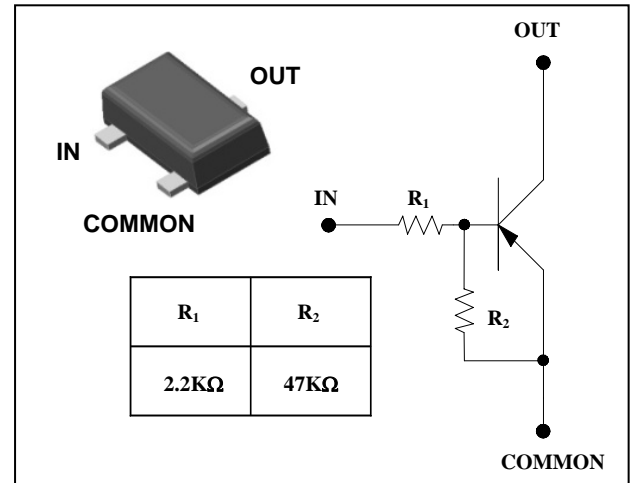 OUT
OUT
IN
IN
R₁
COMMON
R₁ R₂
R₂
2.2KΩ 47KΩ
COMMON